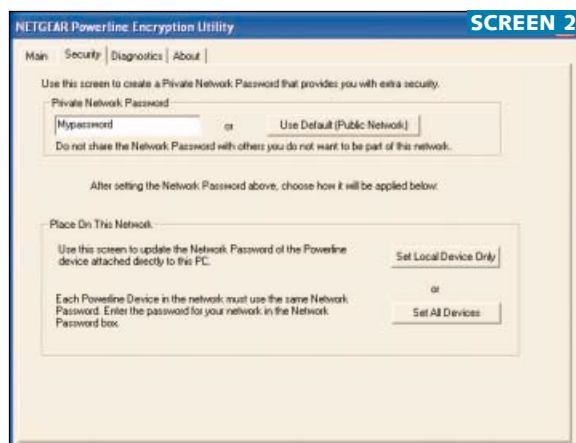 NETGEAR Powerline Encryption Utility
SCREEN 2
Main Security Diagnostics About
Use this screen to create a Private Network Password that provides you with extra security.
Private Network Password
Mypassword or Use Default (Public Network)
Do not share the Network Password with others you do not want to be part of this network.
After setting the Network Password above, choose how it will be applied below:
Place On This Network
Use this screen to update the Network Password of the Powerline
device attached directly to this PC.
Set Local Device Only
or
Each Powerline Device in the network must use the same Network
Password. Enter the password for your network in the Network
Password box.
Set All Devices